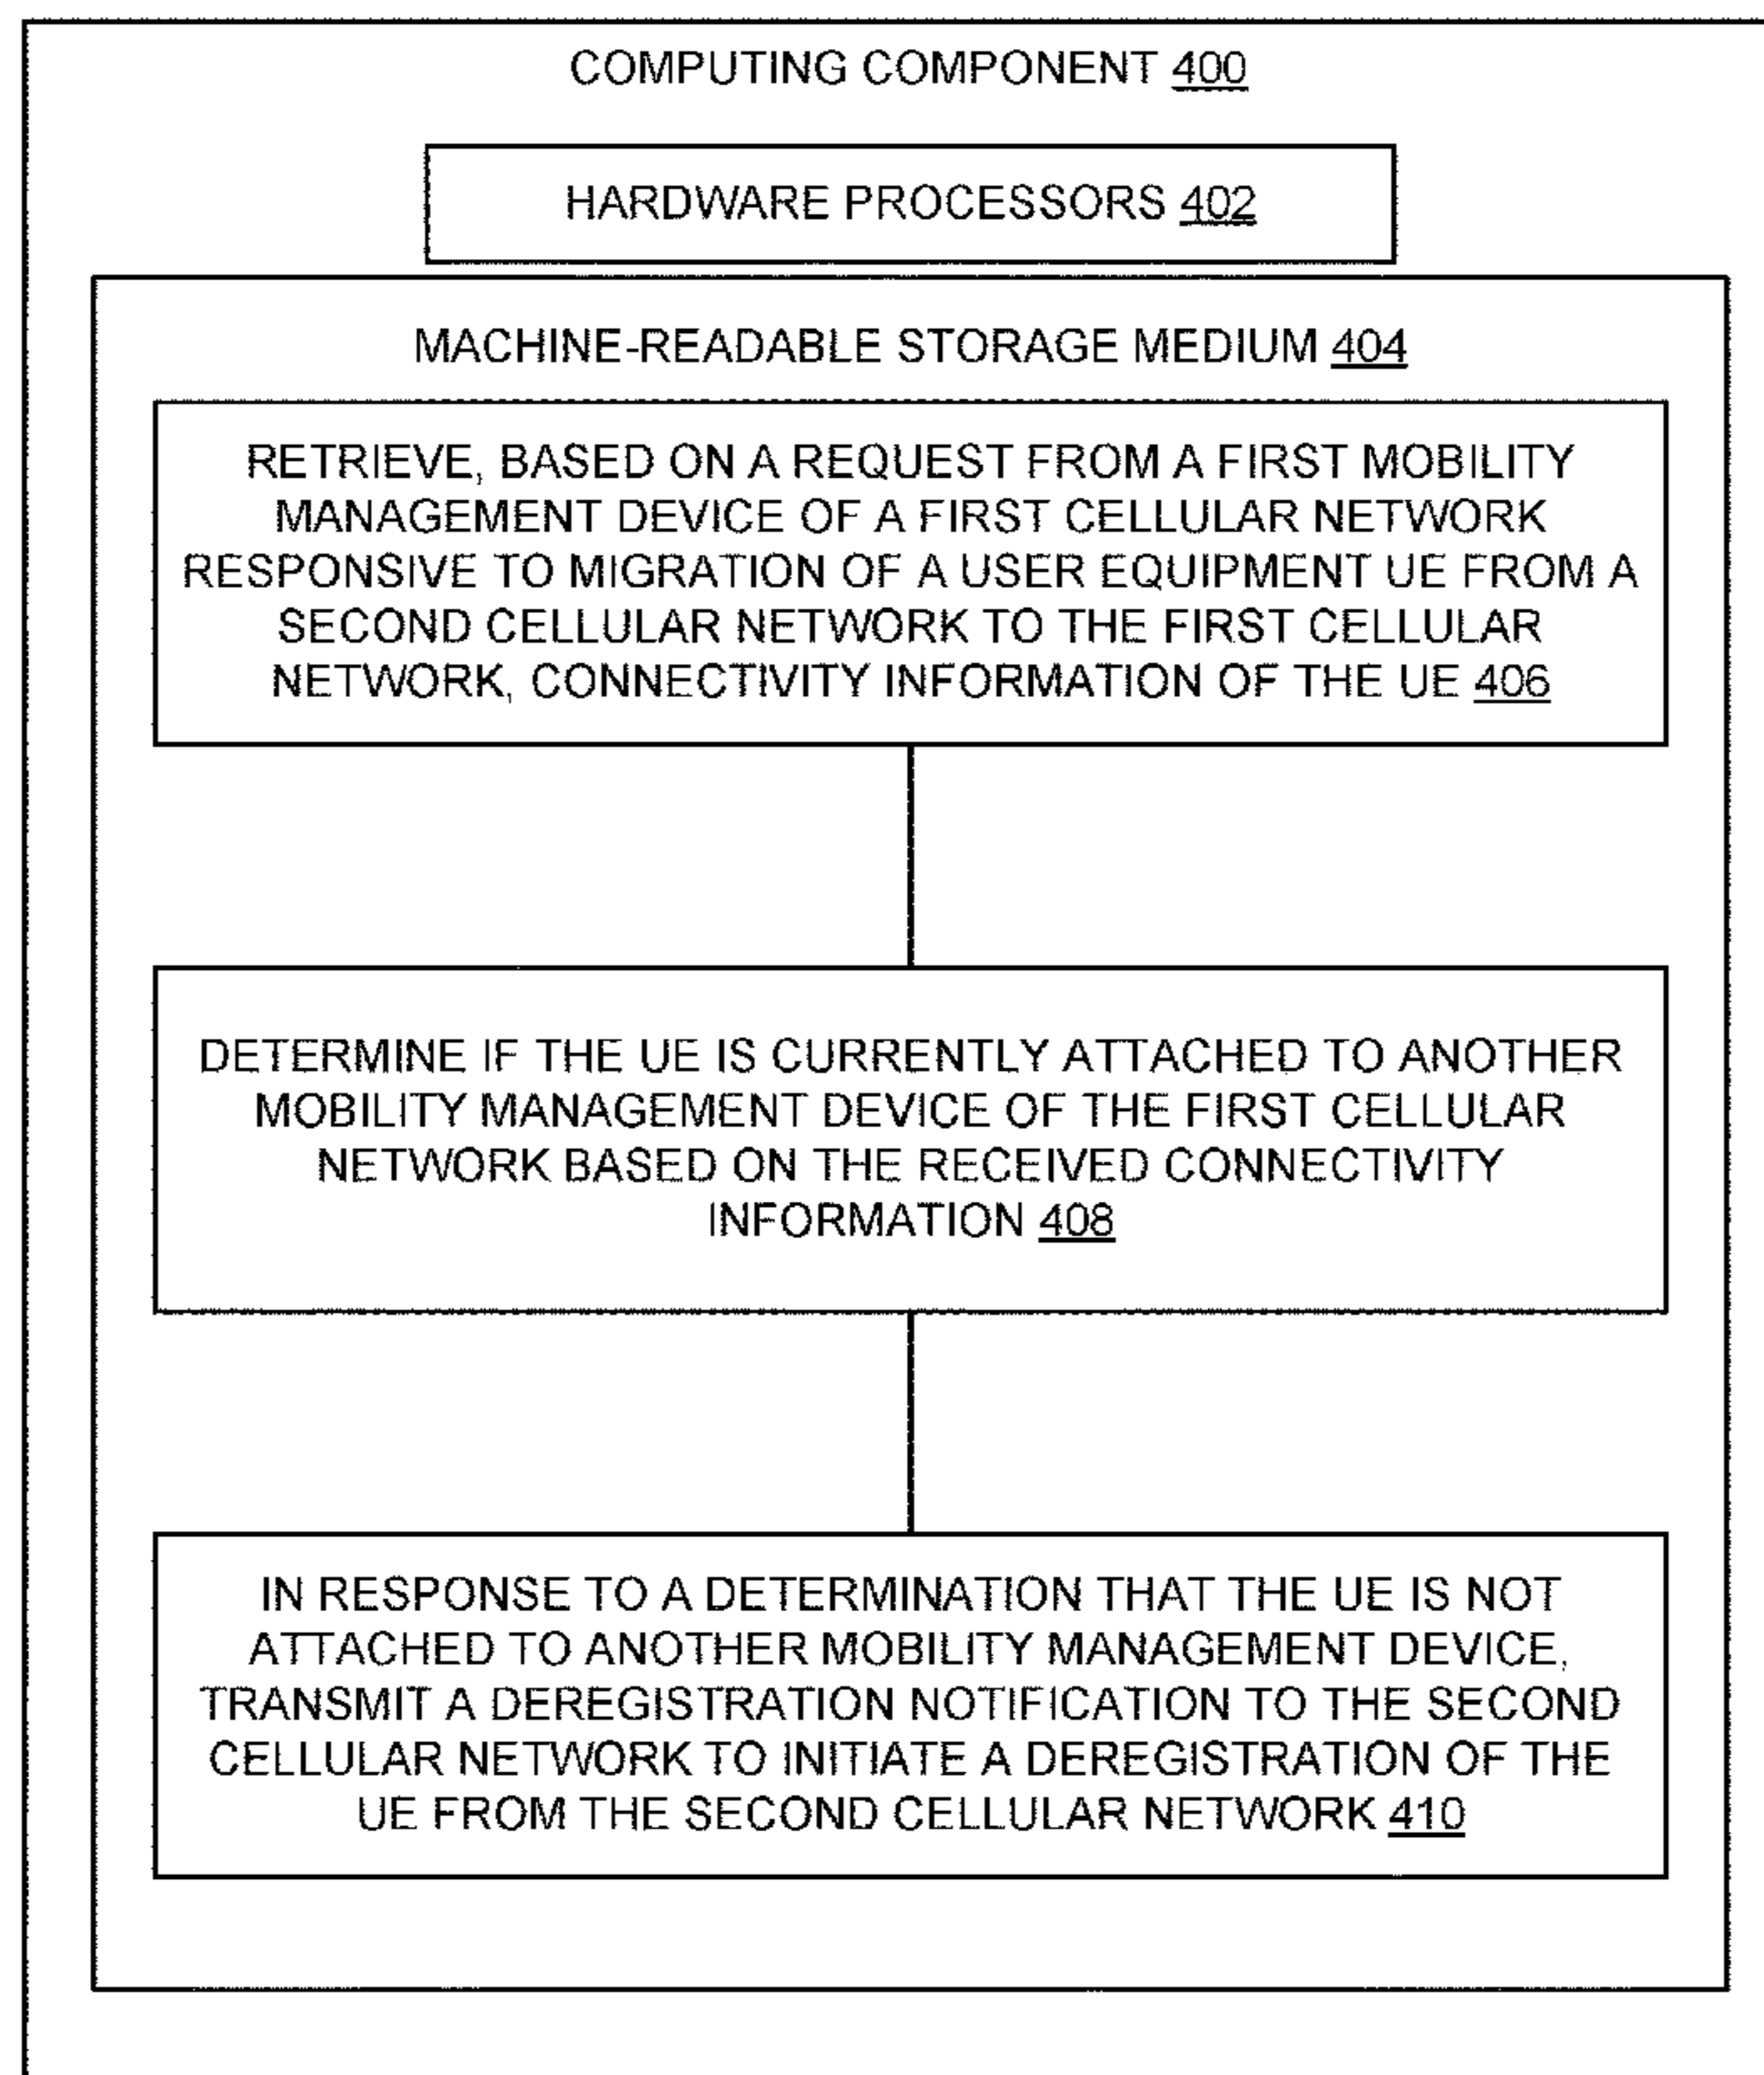 COMPUTING COMPONENT 400
HARDWARE PROCESSORS 402
MACHINE-READABLE STORAGE MEDIUM 404
RETRIEVE, BASED ON A REQUEST FROM A FIRST MOBILITY
MANAGEMENT DEVICE OF A FIRST CELLULAR NETWORK
RESPONSIVE TO MIGRATION OF A USER EQUIPMENT UE FROM A
SECOND CELLULAR NETWORK TO THE FIRST CELLULAR
NETWORK, CONNECTIVITY INFORMATION OF THE UE 406
DETERMINE IF THE UE IS CURRENTLY ATTACHED TO ANOTHER
MOBILITY MANAGEMENT DEVICE OF THE FIRST CELLULAR
NETWORK BASED ON THE RECEIVED CONNECTIVITY
INFORMATION 408
IN RESPONSE TO A DETERMINATION THAT THE UE IS NOT
ATTACHED TO ANOTHER MOBILITY MANAGEMENT DEVICE,
TRANSMIT A DEREGISTRATION NOTIFICATION TO THE SECOND
CELLULAR NETWORK TO INITIATE A DEREGISTRATION OF THE
UE FROM THE SECOND CELLULAR NETWORK 410